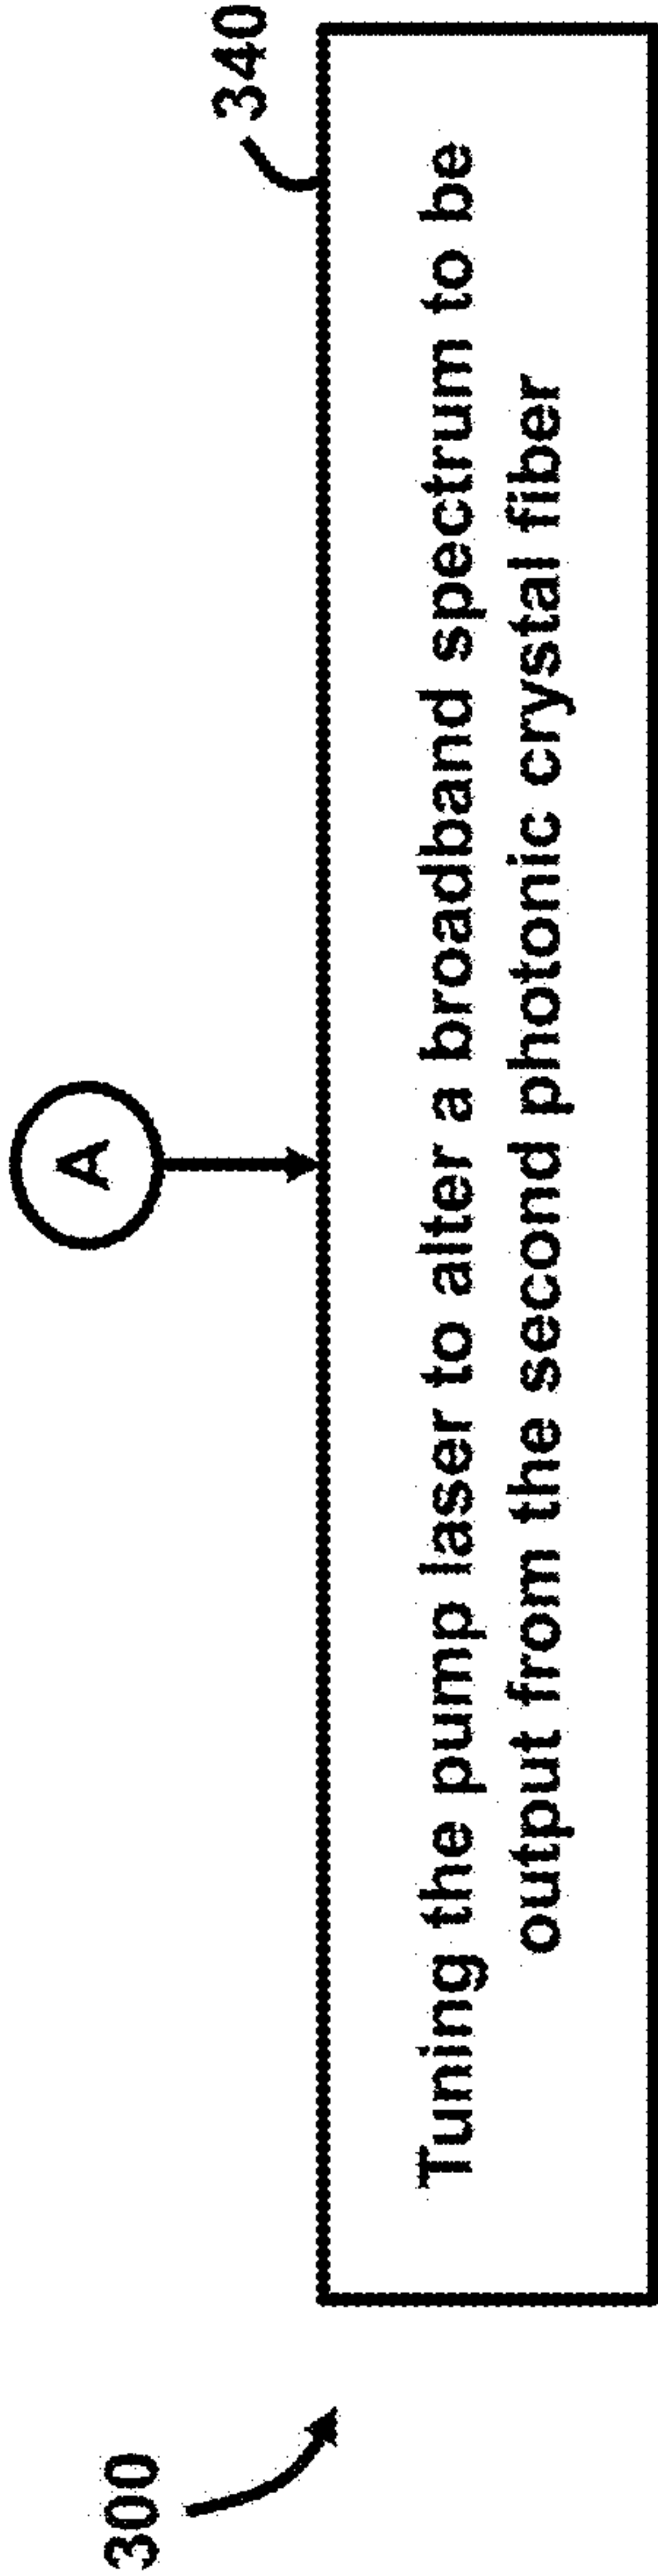 300
A
340
Tuning the pump laser to alter a broadband spectrum to be
output from the second photonic crystal fiber